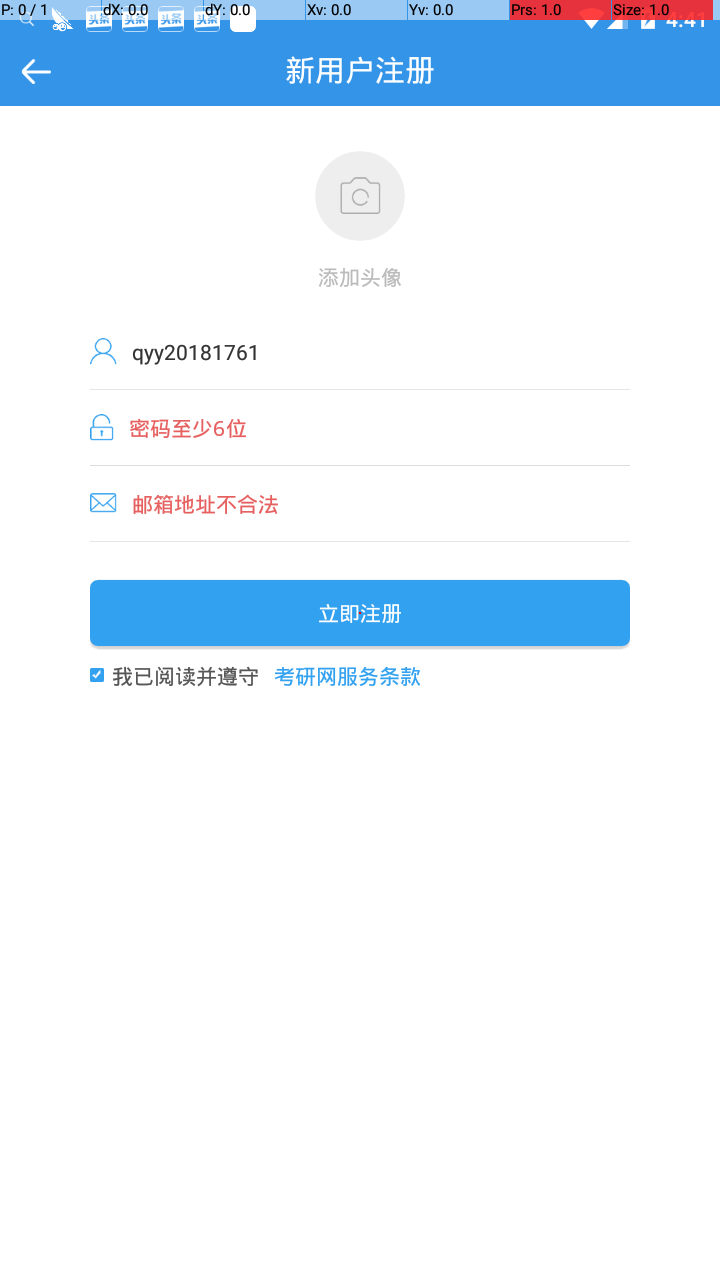 P: 0 / 1 dX: 0.0 dY: 0.0 Xv: 0.0 Yv: 0.0 Prs: 1.0 Size: 1.0
头条 头条 头条 头条 4:41
新用户注册
添加头像
qyy20181761
密码至少6位
邮箱地址不合法
立即注册
我已阅读并遵守 考研网服务条款